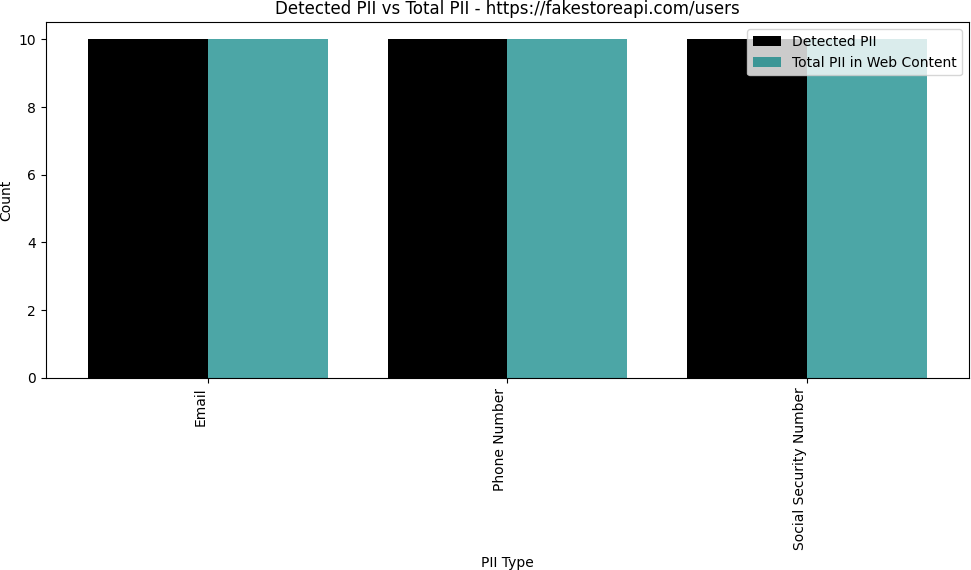 Detected PII vs Total PII - https://fakestoreapi.com/users
Detected PII
Total PII in Web Content
10
8
6
4
2
0
Count
Email
Phone Number
Social Security Number
PII Type